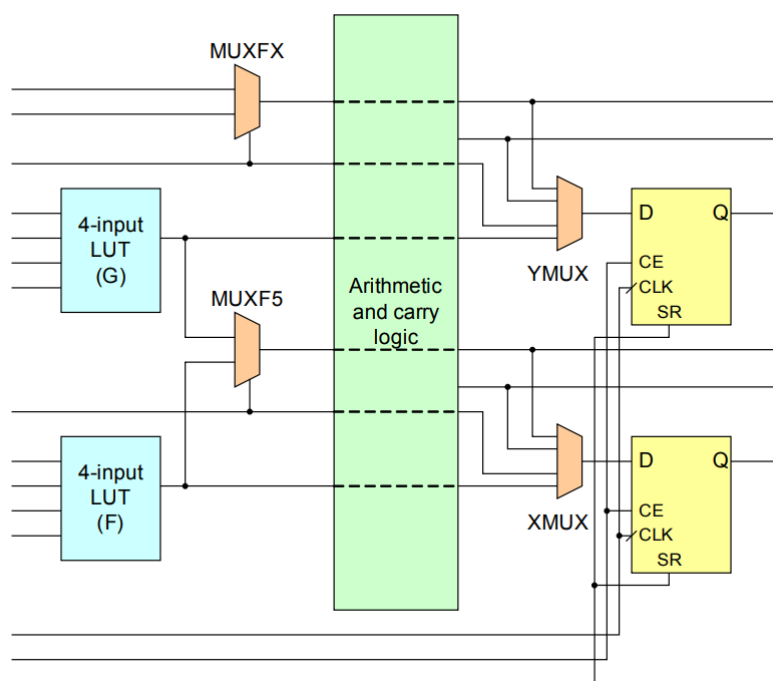 MUXFX
4-input
LUT
(G)
D Q
CE
CLK
SR
YMUX
MUXF5
Arithmetic
and carry
logic
4-input
LUT
(F)
D Q
CE
CLK
SR
XMUX